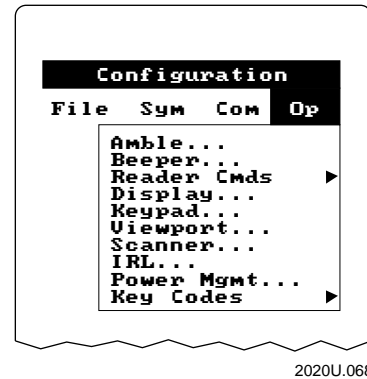 Configuration
File Sym Com Op
Amble...
Beeper...
Reader Cmds ▶
Display...
Keypad...
Viewport...
Scanner...
IRL...
Power Mgmt...
Key Codes ▶
2020U.068